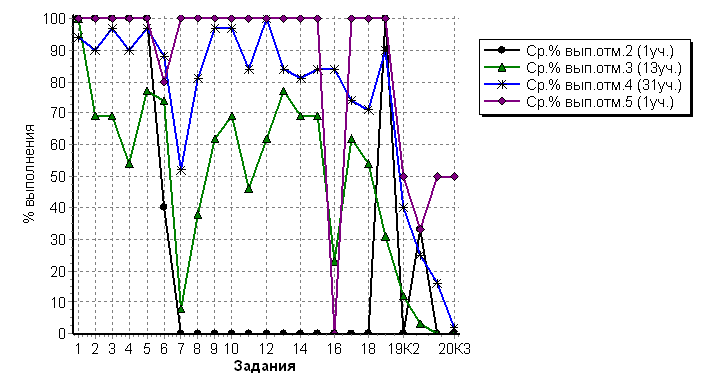 % выполнения
100
90
80
70
60
50
40
30
20
10
0
1 2 3 4 5 6 7 8 9 10 12 14 16 18 19К2 20К3
Задания
Ср.% вып.отм.2 (1уч.)
Ср.% вып.отм.3 (13уч.)
Ср.% вып.отм.4 (31уч.)
Ср.% вып.отм.5 (1уч.)